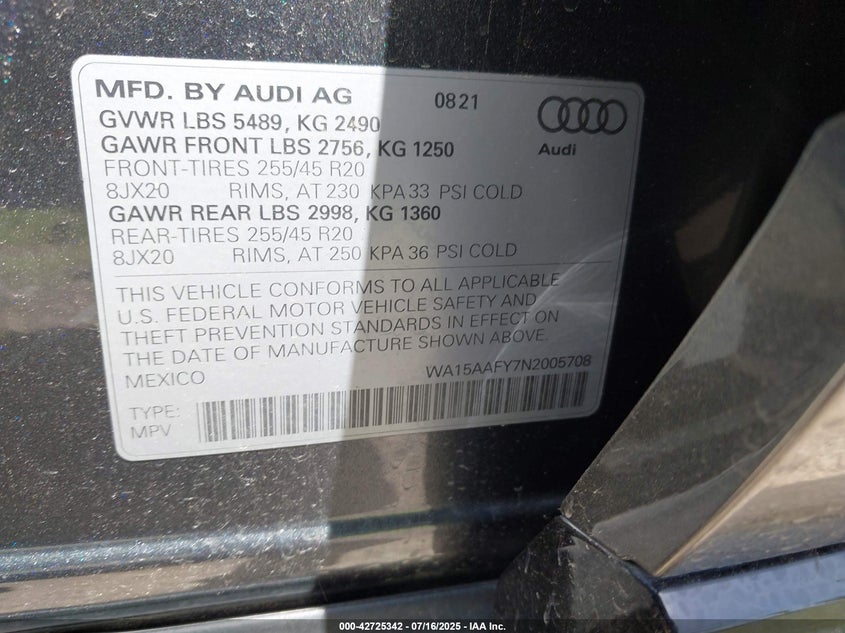 MFD. BY AUDI AG 0821
GVWR LBS 5489, KG 2490
GAWR FRONT LBS 2756, KG 1250
Audi
FRONT-TIRES 255/45 R20
8JX20 RIMS, AT 230 KPA 33 PSI COLD
GAWR REAR LBS 2998, KG 1360
REAR-TIRES 255/45 R20
8JX20 RIMS, AT 250 KPA 36 PSI COLD
THIS VEHICLE CONFORMS TO ALL APPLICABLE
U.S. FEDERAL MOTOR VEHICLE SAFETY AND
THEFT PREVENTION STANDARDS IN EFFECT ON
THE DATE OF MANUFACTURE SHOWN ABOVE.
MEXICO WA15AAFY7N2005708
TYPE:
MPV
000-42725342 - 07/16/2025 - IAA Inc.